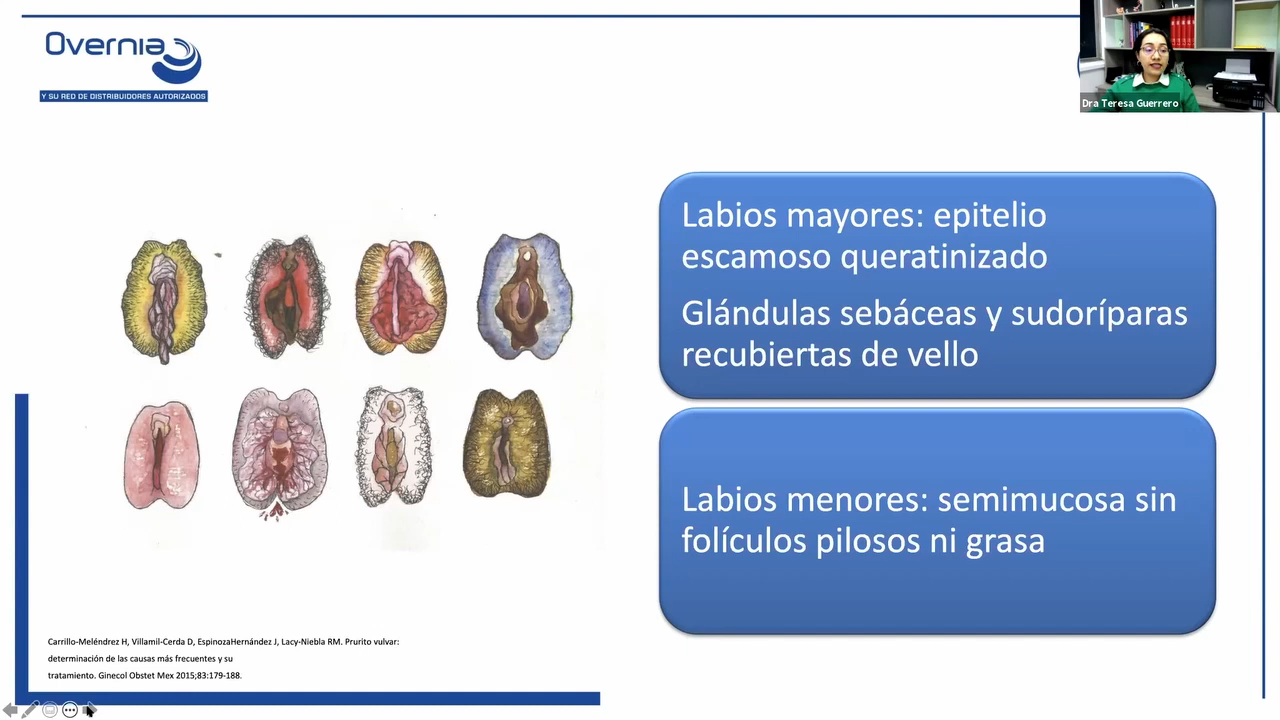 Overnia
Y SU RED DE DISTRIBUIDORES AUTORIZADOS
Dra Teresa Guerrero
Labios mayores: epitelio
escamoso queratinizado
Glándulas sebáceas y sudoríparas
recubiertas de vello
Labios menores: semimucosa sin
folículos pilosos ni grasa
Carrillo-Meléndrez H, Villamil-Cerda D, EspinozaHernández J, Lacy-Niebla RM. Prurito vulvar:
determinación de las causas más frecuentes y su
tratamiento. Ginecol Obstet Mex 2015;83:179-188.